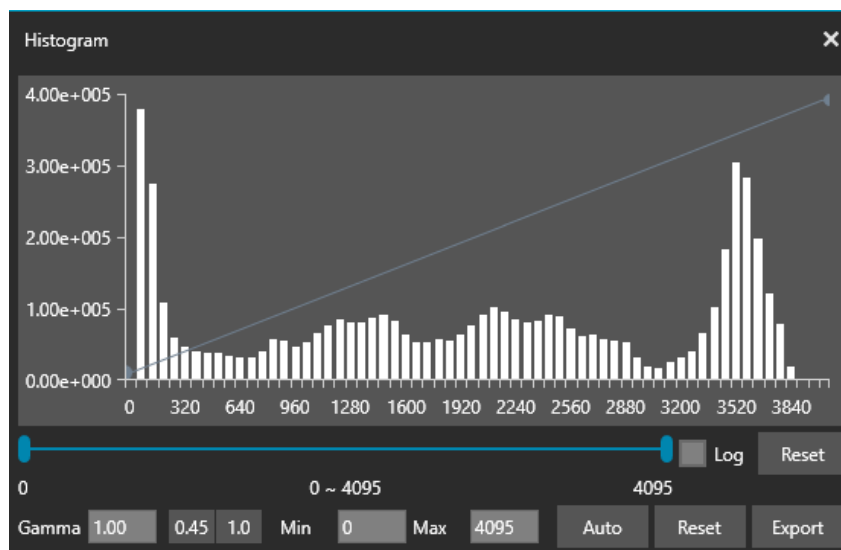 Histogram ×
4.00e+005
3.00e+005
2.00e+005
1.00e+005
0.00e+000
0 320 640 960 1280 1600 1920 2240 2560 2880 3200 3520 3840
Log Reset
0 0 ~ 4095 4095
Gamma 1.00 0.45 1.0 Min 0 Max 4095 Auto Reset Export